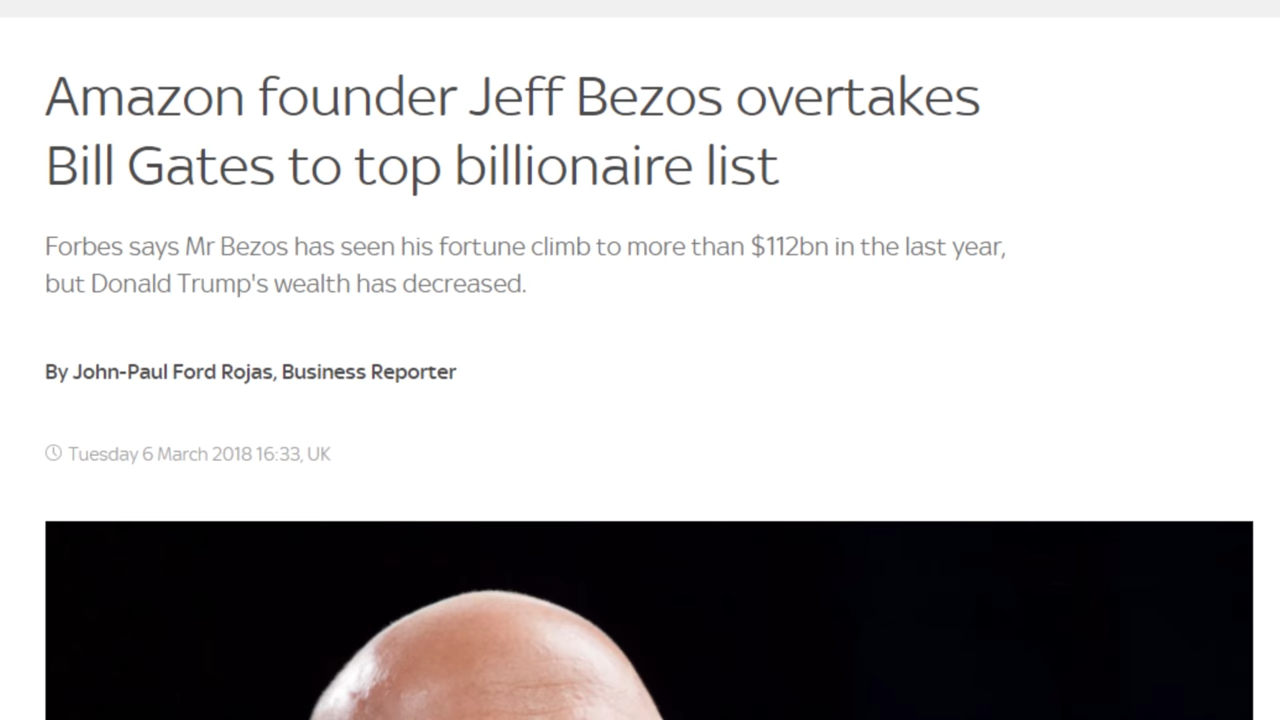 Amazon founder Jeff Bezos overtakes
Bill Gates to top billionaire list
Forbes says Mr Bezos has seen his fortune climb to more than $112bn in the last year,
but Donald Trump's wealth has decreased.
By John-Paul Ford Rojas, Business Reporter
Tuesday 6 March 2018 16:33, UK